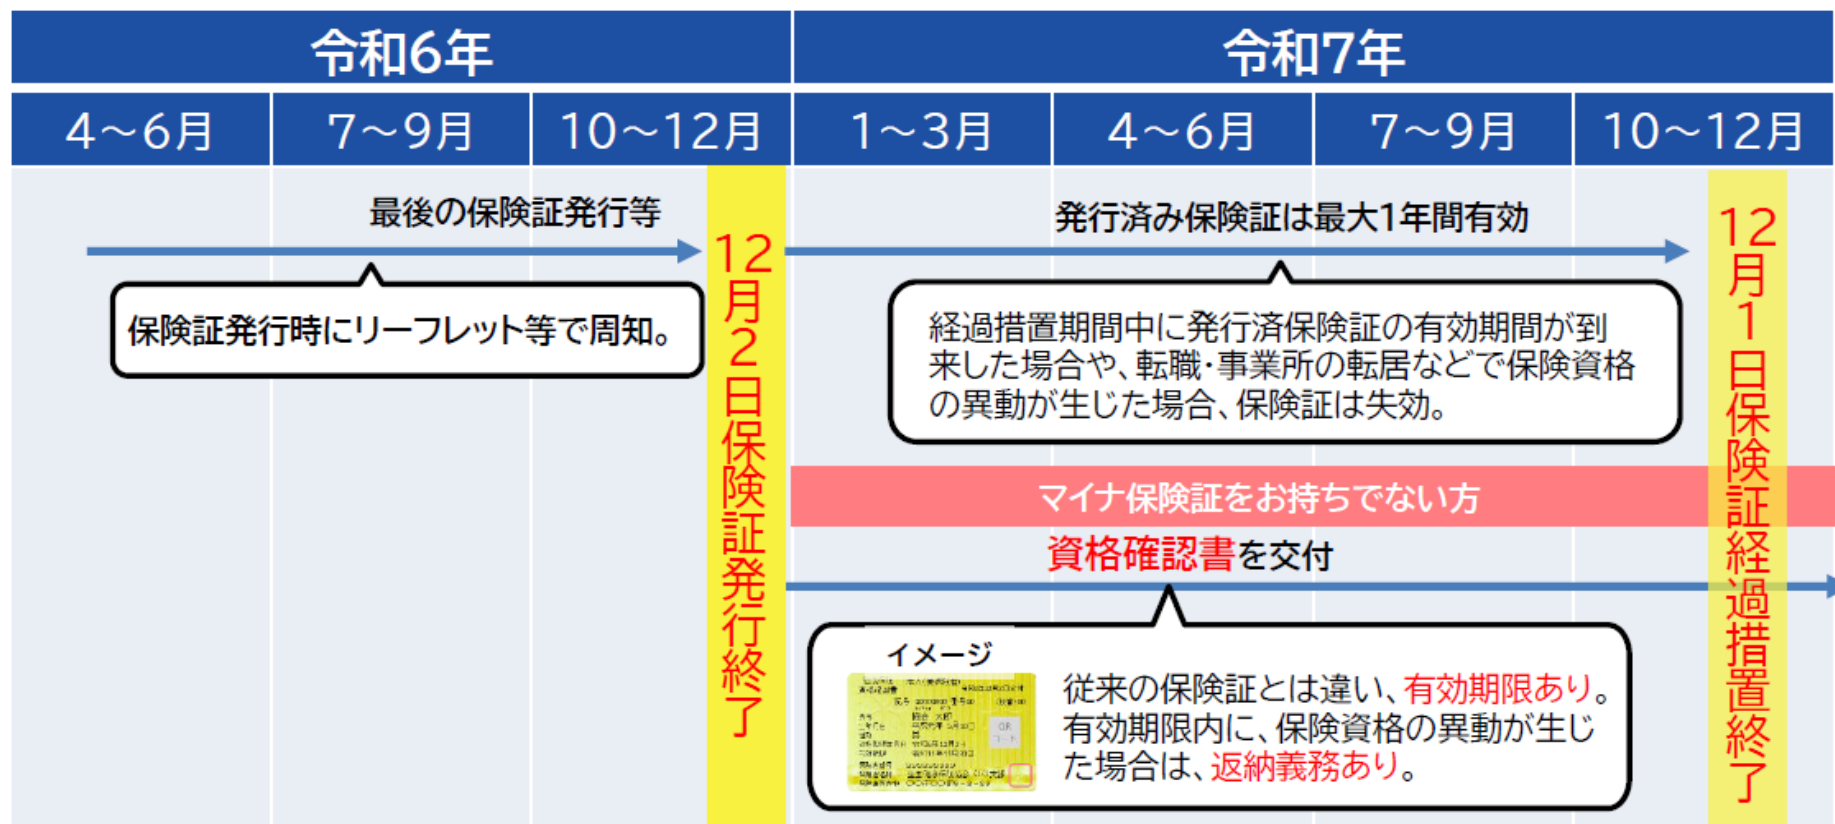 令和6年
令和7年
4～6月
7～9月
10～12月
1～3月
4～6月
7～9月
10～12月
最後の保険証発行等
保険証発行時にリーフレット等で周知。
12月2日保険証発行終了
発行済み保険証は最大1年間有効
経過措置期間中に発行済保険証の有効期間が到
来した場合や、転職・事業所の転居などで保険資格
の異動が生じた場合、保険証は失効。
マイナ保険証をお持ちでない方
資格確認書を交付
イメージ
QR
コード
従来の保険証とは違い、有効期限あり。
有効期限内に、保険資格の異動が生じ
た場合は、返納義務あり。
12月1日保険証経過措置終了